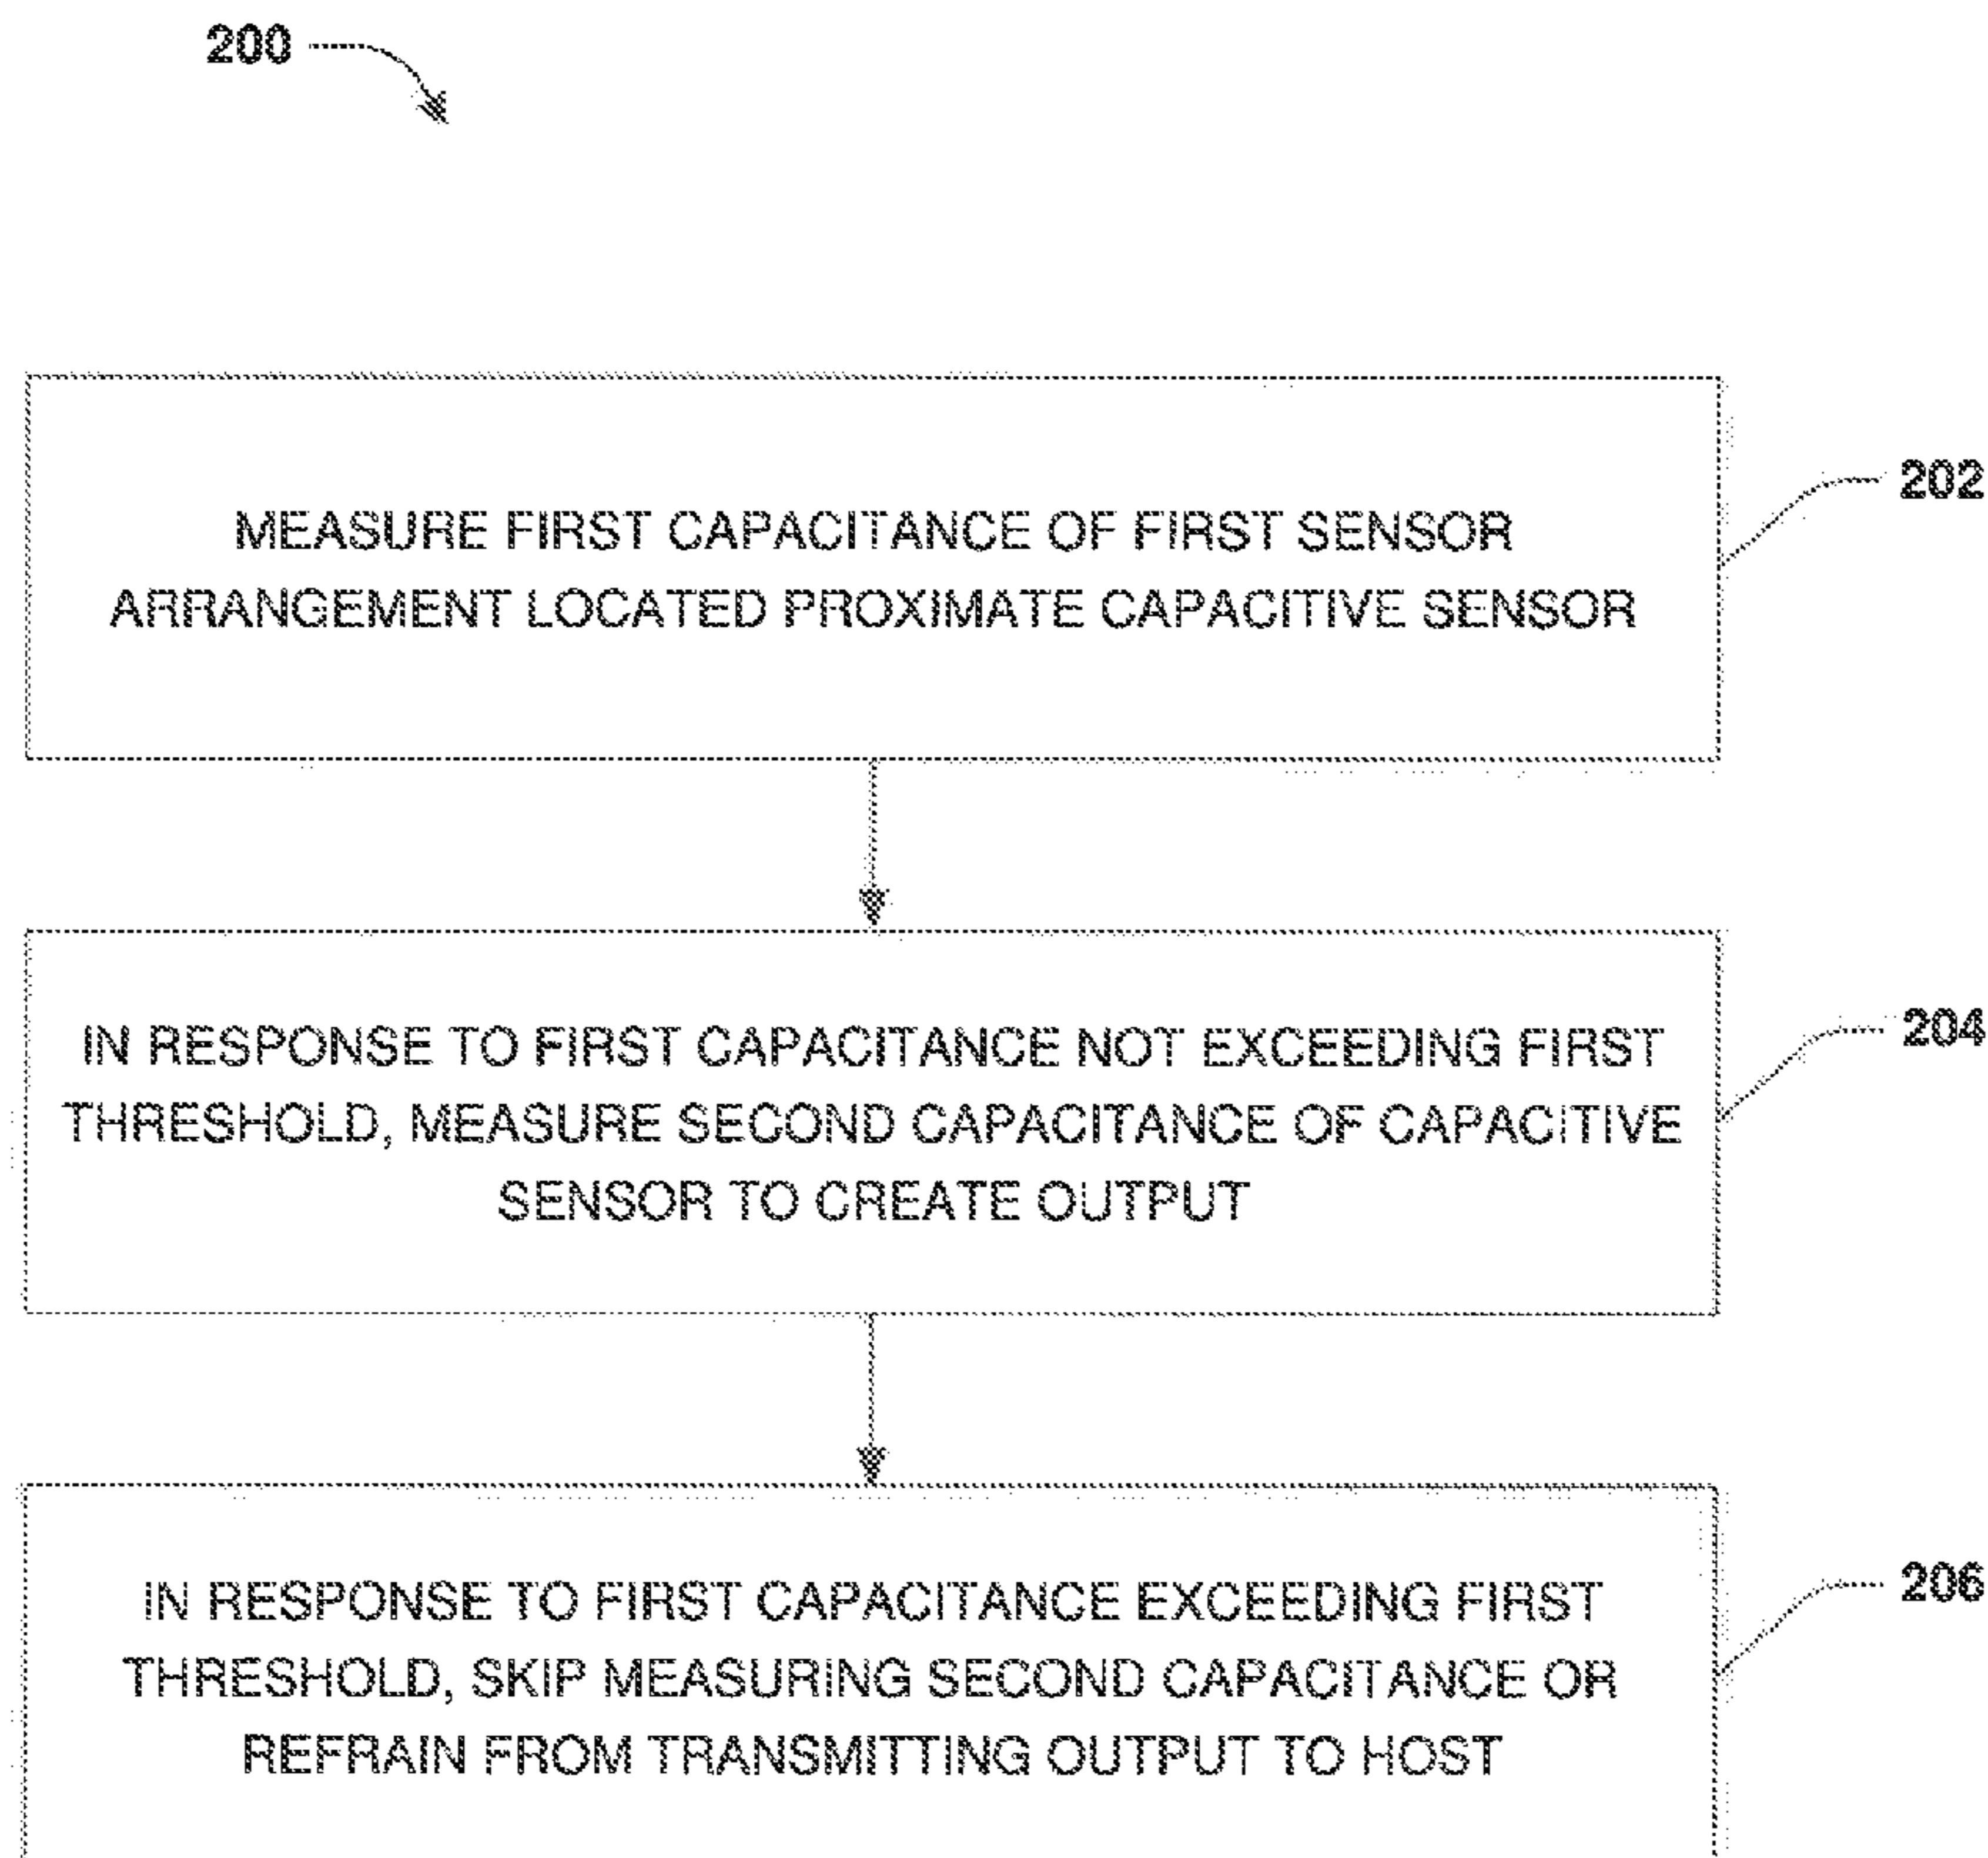 200
MEASURE FIRST CAPACITANCE OF FIRST SENSOR
ARRANGEMENT LOCATED PROXIMATE CAPACITIVE SENSOR
202
IN RESPONSE TO FIRST CAPACITANCE NOT EXCEEDING FIRST
THRESHOLD, MEASURE SECOND CAPACITANCE OF CAPACITIVE
SENSOR TO CREATE OUTPUT
204
IN RESPONSE TO FIRST CAPACITANCE EXCEEDING FIRST
THRESHOLD, SKIP MEASURING SECOND CAPACITANCE OR
REFRAIN FROM TRANSMITTING OUTPUT TO HOST
206